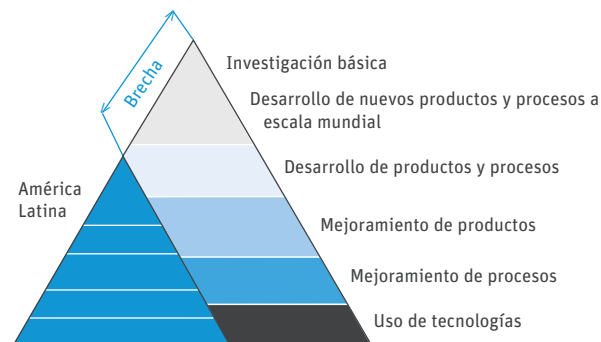 Brecha
Investigación básica
Desarrollo de nuevos productos y procesos a
escala mundial
Desarrollo de productos y procesos
América
Latina
Mejoramiento de productos
Mejoramiento de procesos
Uso de tecnologías